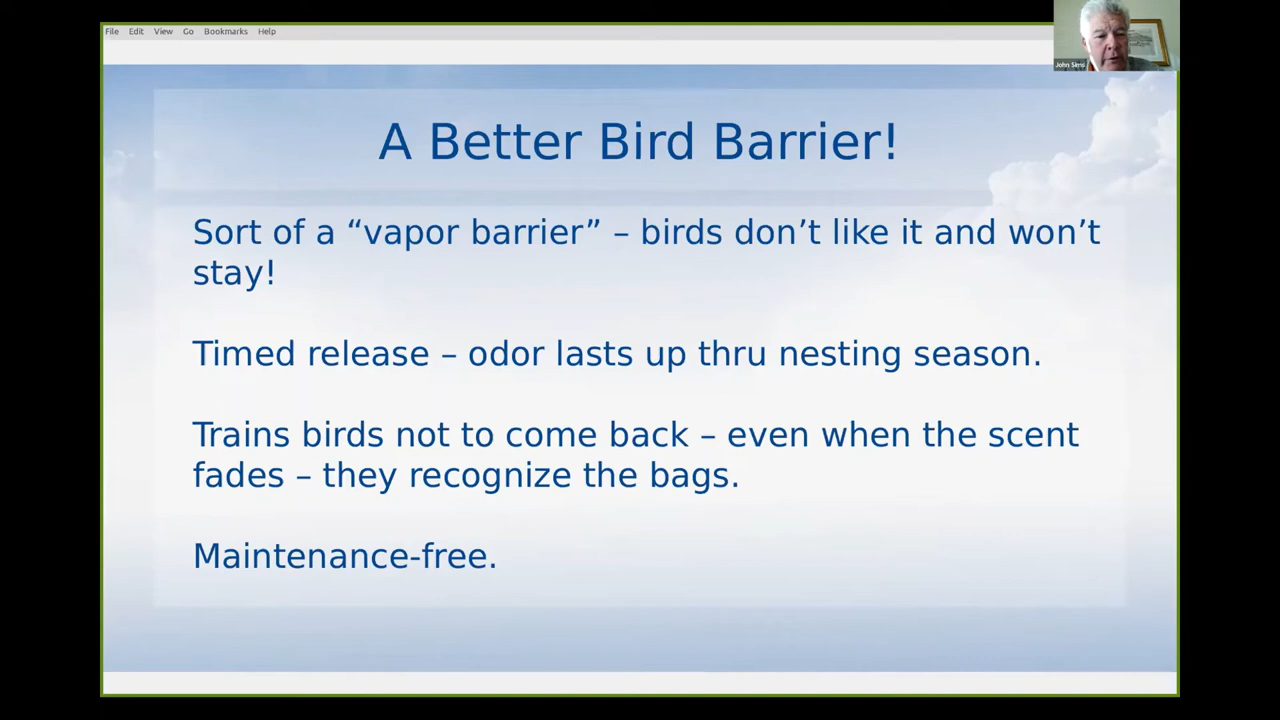 File Edit View Go Bookmarks Help
John Sims
A Better Bird Barrier!
Sort of a “vapor barrier” – birds don’t like it and won’t
stay!
Timed release – odor lasts up thru nesting season.
Trains birds not to come back – even when the scent
fades – they recognize the bags.
Maintenance-free.